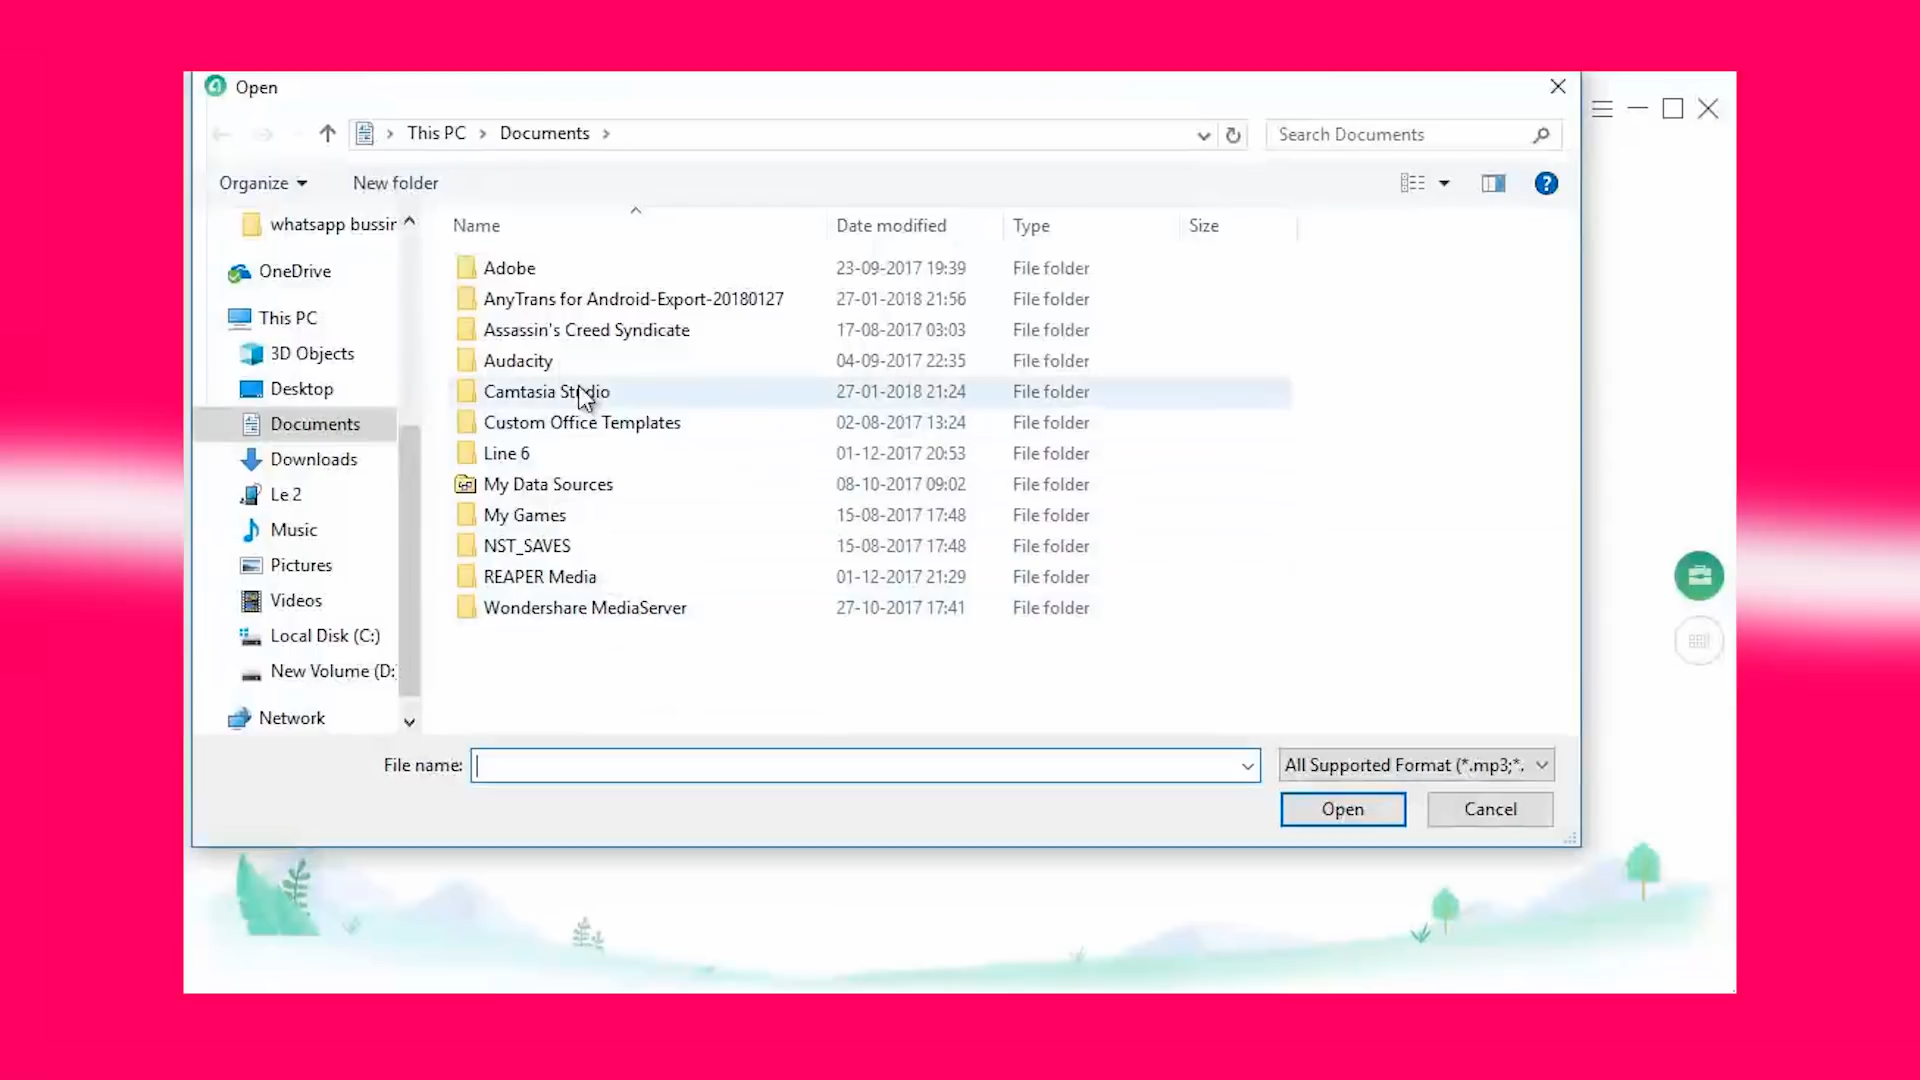 Open
This PC > Documents >
Search Documents
Organize
New folder
whatsapp bussin
OneDrive
This PC
3D Objects
Desktop
Documents
Downloads
Le 2
Music
Pictures
Videos
Local Disk (C:)
New Volume (D:
Network
Name Date modified Type Size
Adobe 23-09-2017 19:39 File folder
AnyTrans for Android-Export-20180127 27-01-2018 21:56 File folder
Assassin's Creed Syndicate 17-08-2017 03:03 File folder
Audacity 04-09-2017 22:35 File folder
Camtasia Studio 27-01-2018 21:24 File folder
Custom Office Templates 02-08-2017 13:24 File folder
Line 6 01-12-2017 20:53 File folder
My Data Sources 08-10-2017 09:02 File folder
My Games 15-08-2017 17:48 File folder
NST_SAVES 15-08-2017 17:48 File folder
REAPER Media 01-12-2017 21:29 File folder
Wondershare MediaServer 27-10-2017 17:41 File folder
File name:
All Supported Format (*.mp3;*.
Open
Cancel